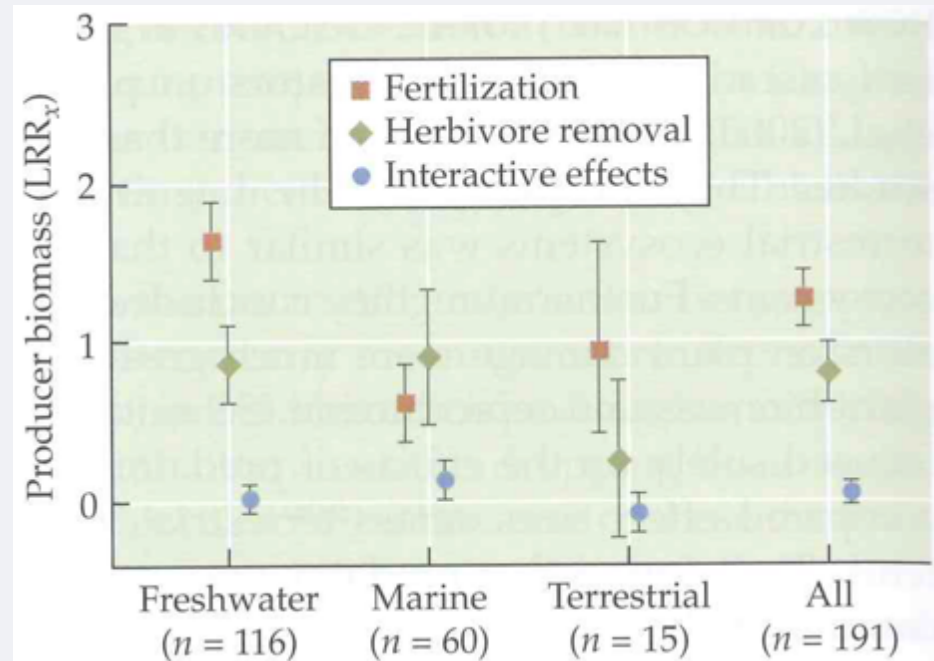 3
2
1
0
Producer biomass (LRRₓ)
Fertilization
Herbivore removal
Interactive effects
Freshwater
(n = 116)
Marine
(n = 60)
Terrestrial
(n = 15)
All
(n = 191)